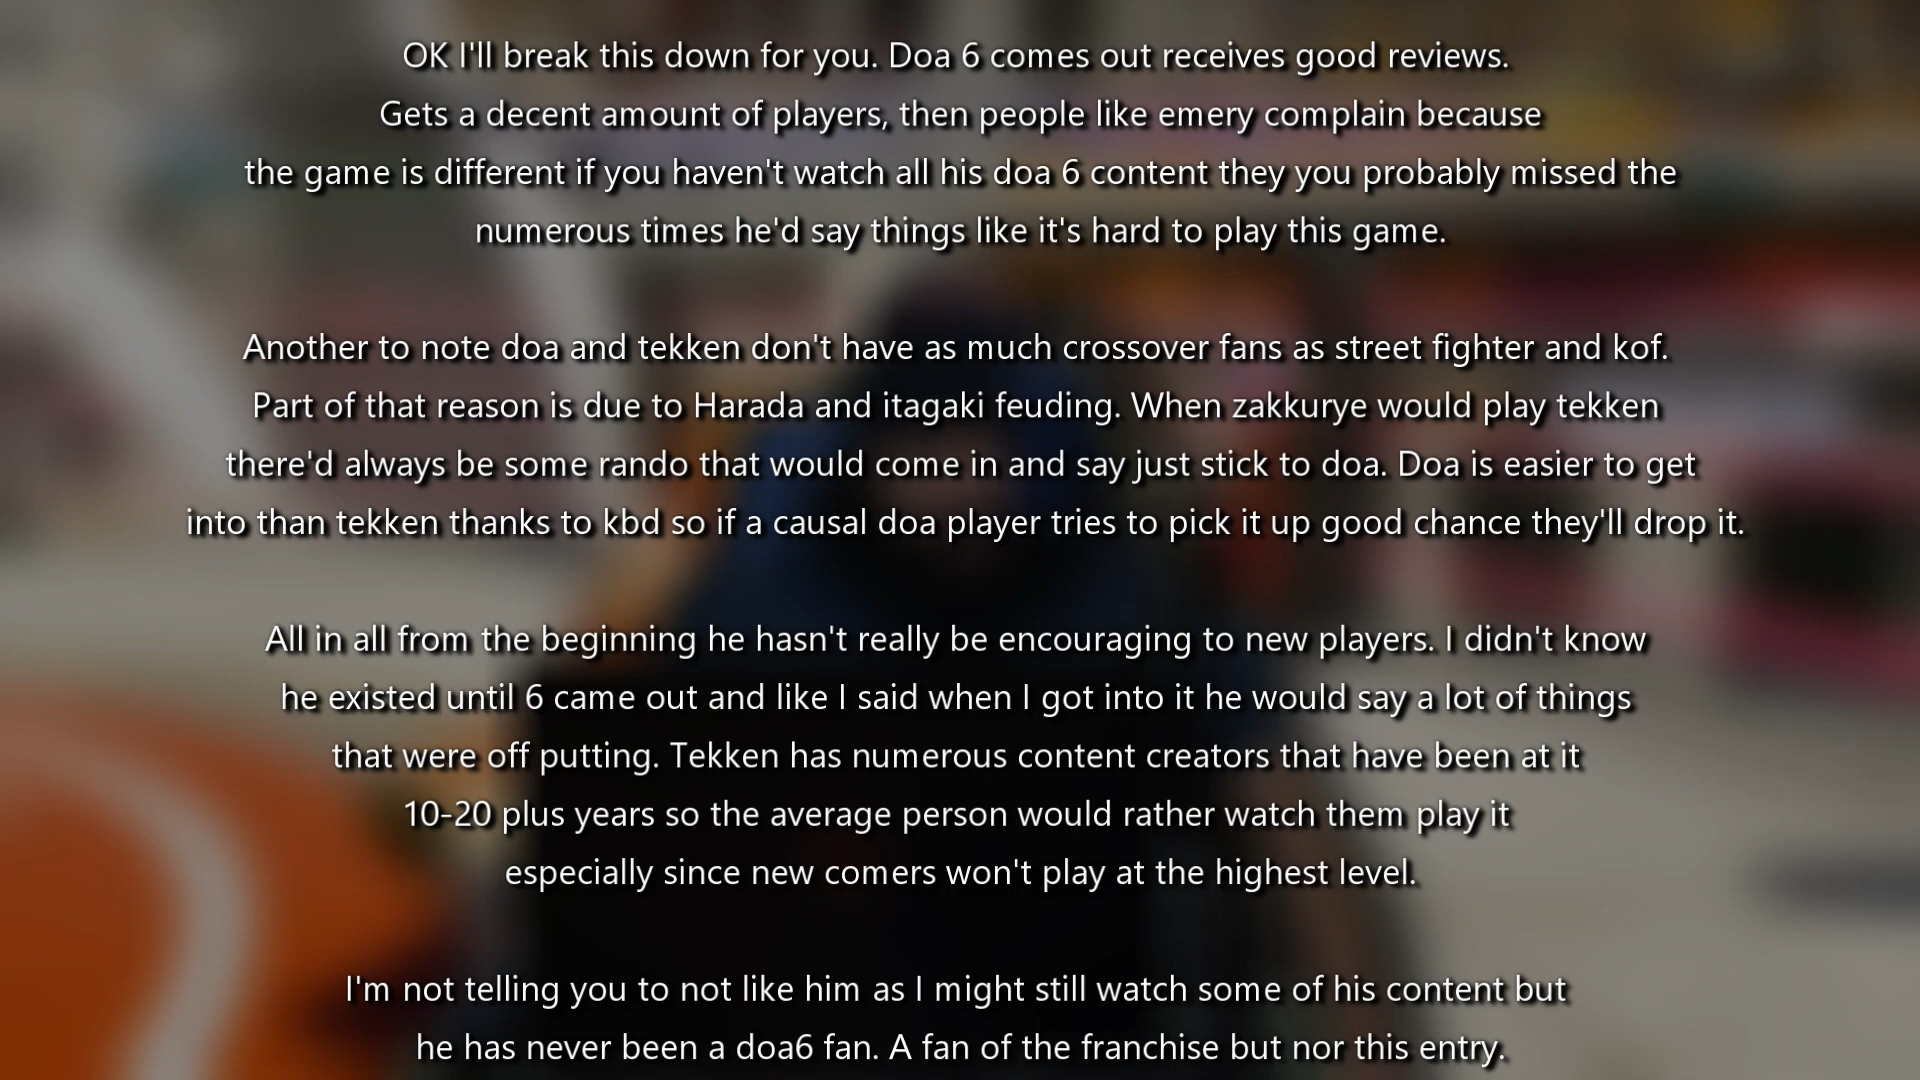 OK I'll break this down for you. Doa 6 comes out receives good reviews.
Gets a decent amount of players, then people like emery complain because
the game is different if you haven't watch all his doa 6 content they you probably missed the
numerous times he'd say things like it's hard to play this game.
Another to note doa and tekken don't have as much crossover fans as street fighter and kof.
Part of that reason is due to Harada and itagaki feuding. When zakkurye would play tekken
there'd always be some rando that would come in and say just stick to doa. Doa is easier to get
into than tekken thanks to kbd so if a causal doa player tries to pick it up good chance they'll drop it.
All in all from the beginning he hasn't really be encouraging to new players. I didn't know
he existed until 6 came out and like I said when I got into it he would say a lot of things
that were off putting. Tekken has numerous content creators that have been at it
10-20 plus years so the average person would rather watch them play it
especially since new comers won't play at the highest level.
I'm not telling you to not like him as I might still watch some of his content but
he has never been a doa6 fan. A fan of the franchise but nor this entry.